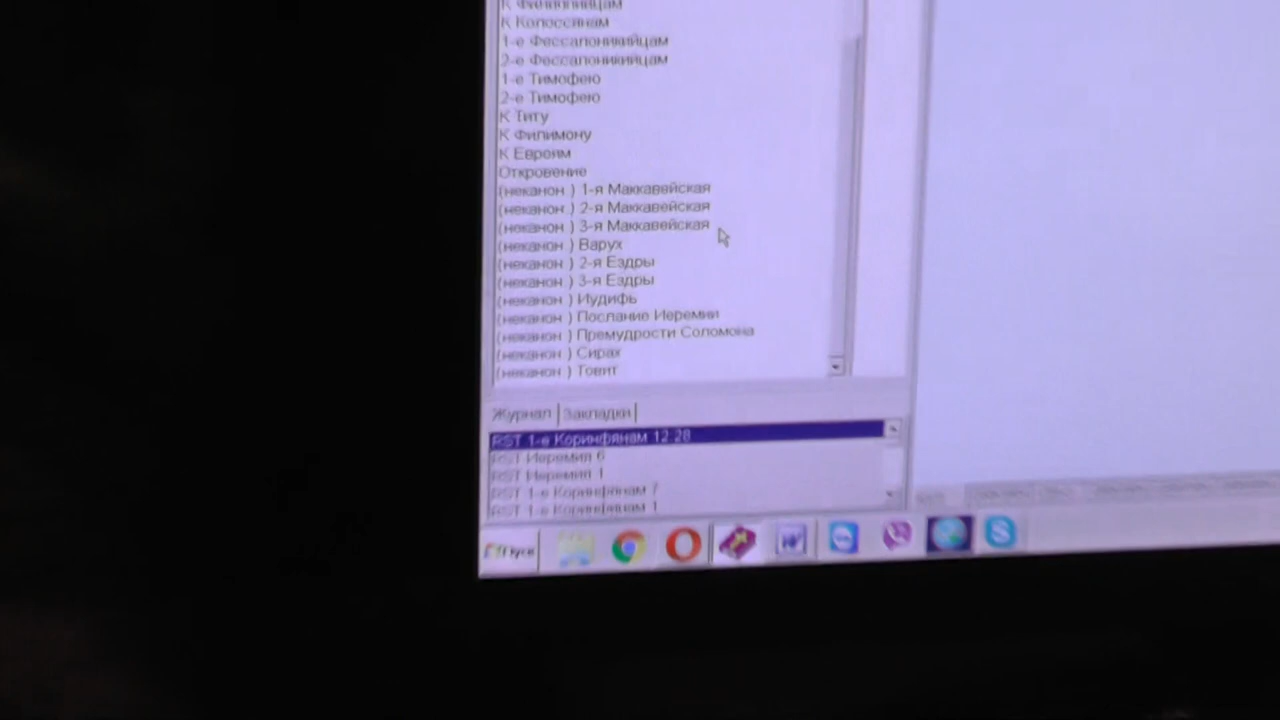 К Филиппийцам
К Колоссянам
1-е Фессалоникийцам
2-е Фессалоникийцам
1-е Тимофею
2-е Тимофею
К Титу
К Филимону
К Евреям
Откровение
(неканон.) 1-я Маккавейская
(неканон.) 2-я Маккавейская
(неканон.) 3-я Маккавейская
(неканон.) Варух
(неканон.) 2-я Ездры
(неканон.) 3-я Ездры
(неканон.) Иудифь
(неканон.) Послание Иеремии
(неканон.) Премудрости Соломона
(неканон.) Сирах
(неканон.) Товит
Журнал Закладки
RST 1-е Коринфянам 12:28
RST Иеремия 6
RST Иеремия 1
RST 1-е Коринфянам 7
RST 1-е Коринфянам 1
Пуск